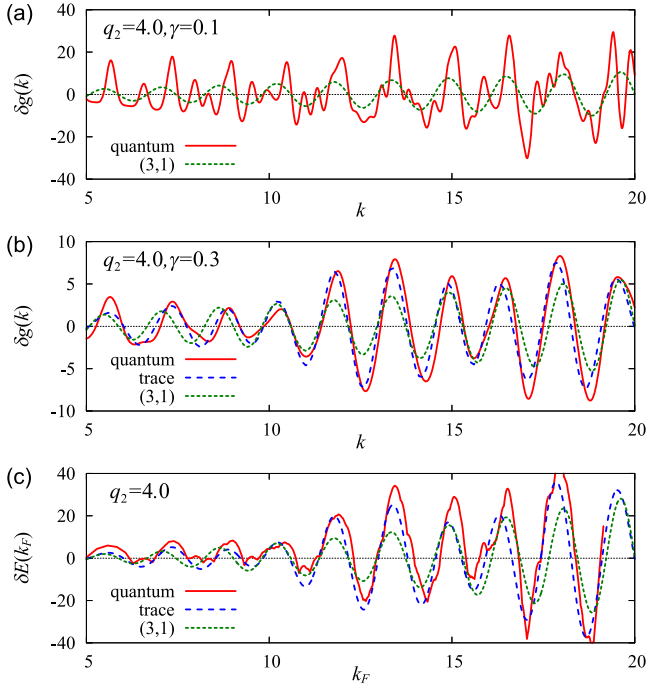 (a)
q₂=4.0,γ=0.1
40
20
0
-20
-40
δg(k)
quantum
(3,1)
5
10
15
20
k
(b)
q₂=4.0,γ=0.3
10
5
0
-5
-10
δg(k)
quantum
trace
(3,1)
5
10
15
20
k
(c)
q₂=4.0
40
20
0
-20
-40
δE(k_F)
quantum
trace
(3,1)
5
10
15
20
k_F